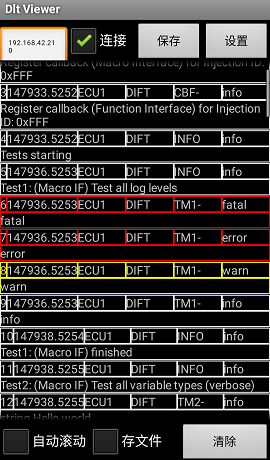 Dlt Viewer
192.168.42.21
0
连接
保存
设置
Register callback (Macro Interface) for Injection ID:
0xFFF
3 147933.5252 ECU1 DIFT CBF- info
Register callback (Function Interface) for Injection
ID: 0xFFF
4 147933.5252 ECU1 DIFT INFO info
Tests starting
5 147936.5253 ECU1 DIFT INFO info
Test1: (Macro IF) Test all log levels
6 147936.5253 ECU1 DIFT TM1- fatal
fatal
7 147936.5253 ECU1 DIFT TM1- error
error
8 147936.5253 ECU1 DIFT TM1- warn
warn
9 147936.5253 ECU1 DIFT TM1- info
info
10 147938.5254 ECU1 DIFT INFO info
Test1: (Macro IF) finished
11 147938.5255 ECU1 DIFT INFO info
Test2: (Macro IF) Test all variable types (verbose)
12 147938.5255 ECU1 DIFT TM2- info
string Hello world
自动滚动
存文件
清除